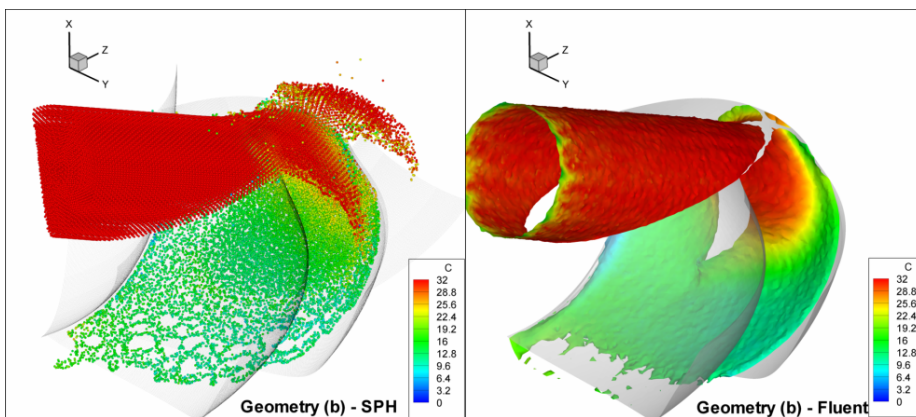 X
Z
Y
C
32
28.8
25.6
22.4
19.2
16
12.8
9.6
6.4
3.2
0
Geometry (b) - SPH
X
Z
Y
C
32
28.8
25.6
22.4
19.2
16
12.8
9.6
6.4
3.2
0
Geometry (b) - Fluent